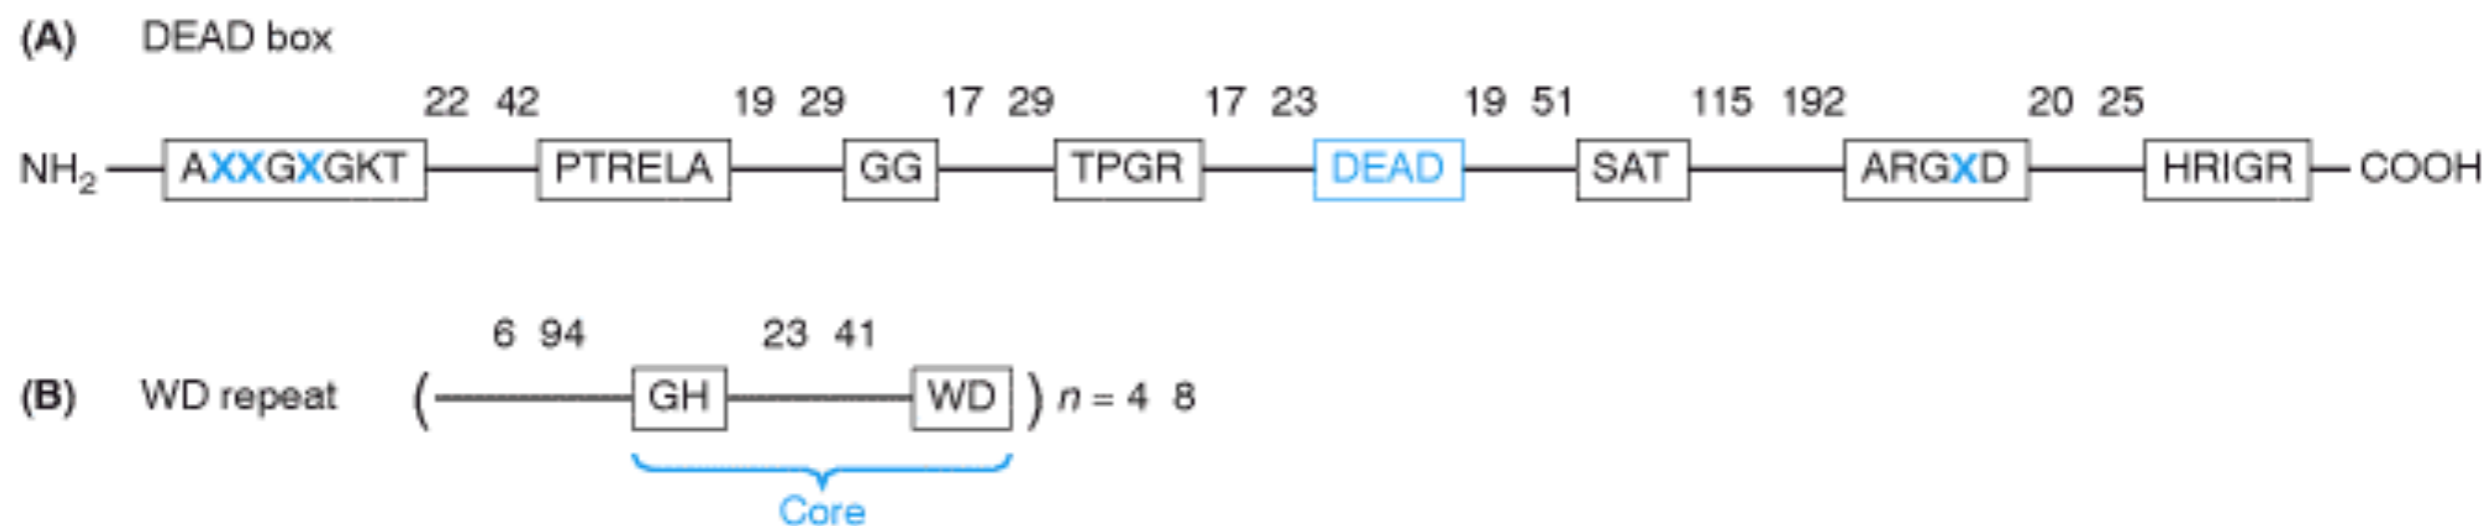 (A) DEAD box
22 42 19 29 17 29 17 23 19 51 115 192 20 25
NH2 AXXGXGKT PTRELA GG TPGR DEAD SAT ARGXD HRIGR COOH
6 94 23 41
(B) WD repeat ( GH WD ) n = 4 8
Core